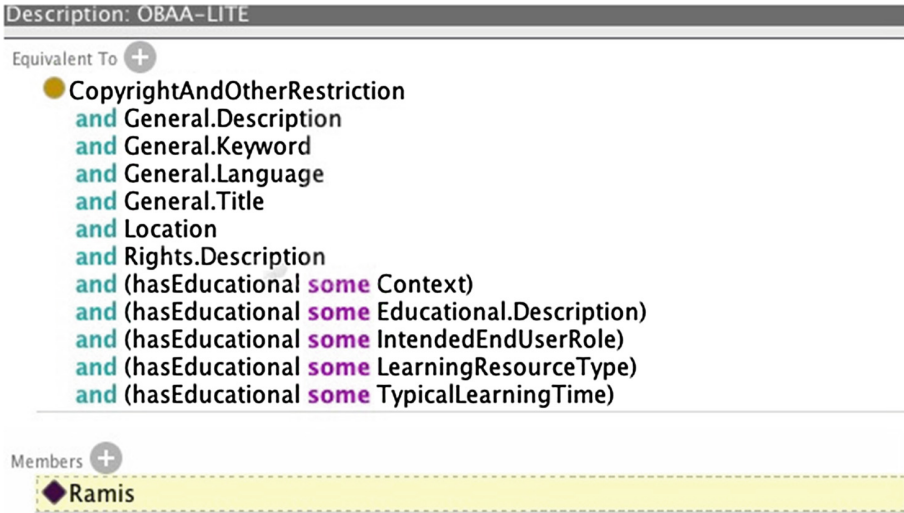 Description: OBAA-LITE
Equivalent To
CopyrightAndOtherRestriction
and General.Description
and General.Keyword
and General.Language
and General.Title
and Location
and Rights.Description
and (hasEducational some Context)
and (hasEducational some Educational.Description)
and (hasEducational some IntendedEndUserRole)
and (hasEducational some LearningResourceType)
and (hasEducational some TypicalLearningTime)
Members
Ramis